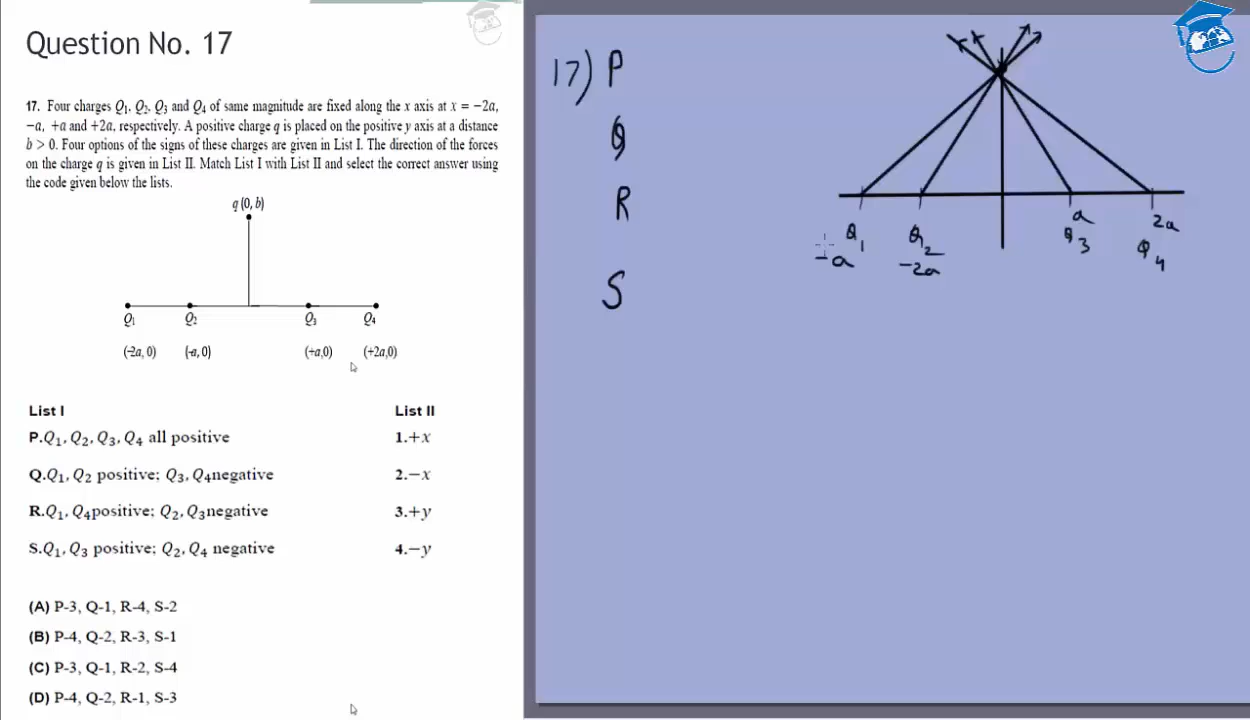 Question No. 17
17. Four charges Q1, Q2, Q3 and Q4 of same magnitude are fixed along the x axis at x = −2a,
−a, +a and +2a, respectively. A positive charge q is placed on the positive y axis at a distance
b > 0. Four options of the signs of these charges are given in List I. The direction of the forces
on the charge q is given in List II. Match List I with List II and select the correct answer using
the code given below the lists.
q (0, b)
Q1 Q2 Q3 Q4
(-2a, 0) (-a, 0) (+a,0) (+2a,0)
List I List II
P.Q1, Q2, Q3, Q4 all positive 1.+x
Q.Q1, Q2 positive; Q3, Q4negative 2.−x
R.Q1, Q4positive; Q2, Q3negative 3.+y
S.Q1, Q3 positive; Q2, Q4 negative 4.−y
(A) P-3, Q-1, R-4, S-2
(B) P-4, Q-2, R-3, S-1
(C) P-3, Q-1, R-2, S-4
(D) P-4, Q-2, R-1, S-3
17) P
Q
R
S
Q1 Q2 a 2a
-a -2a Q3 Q4